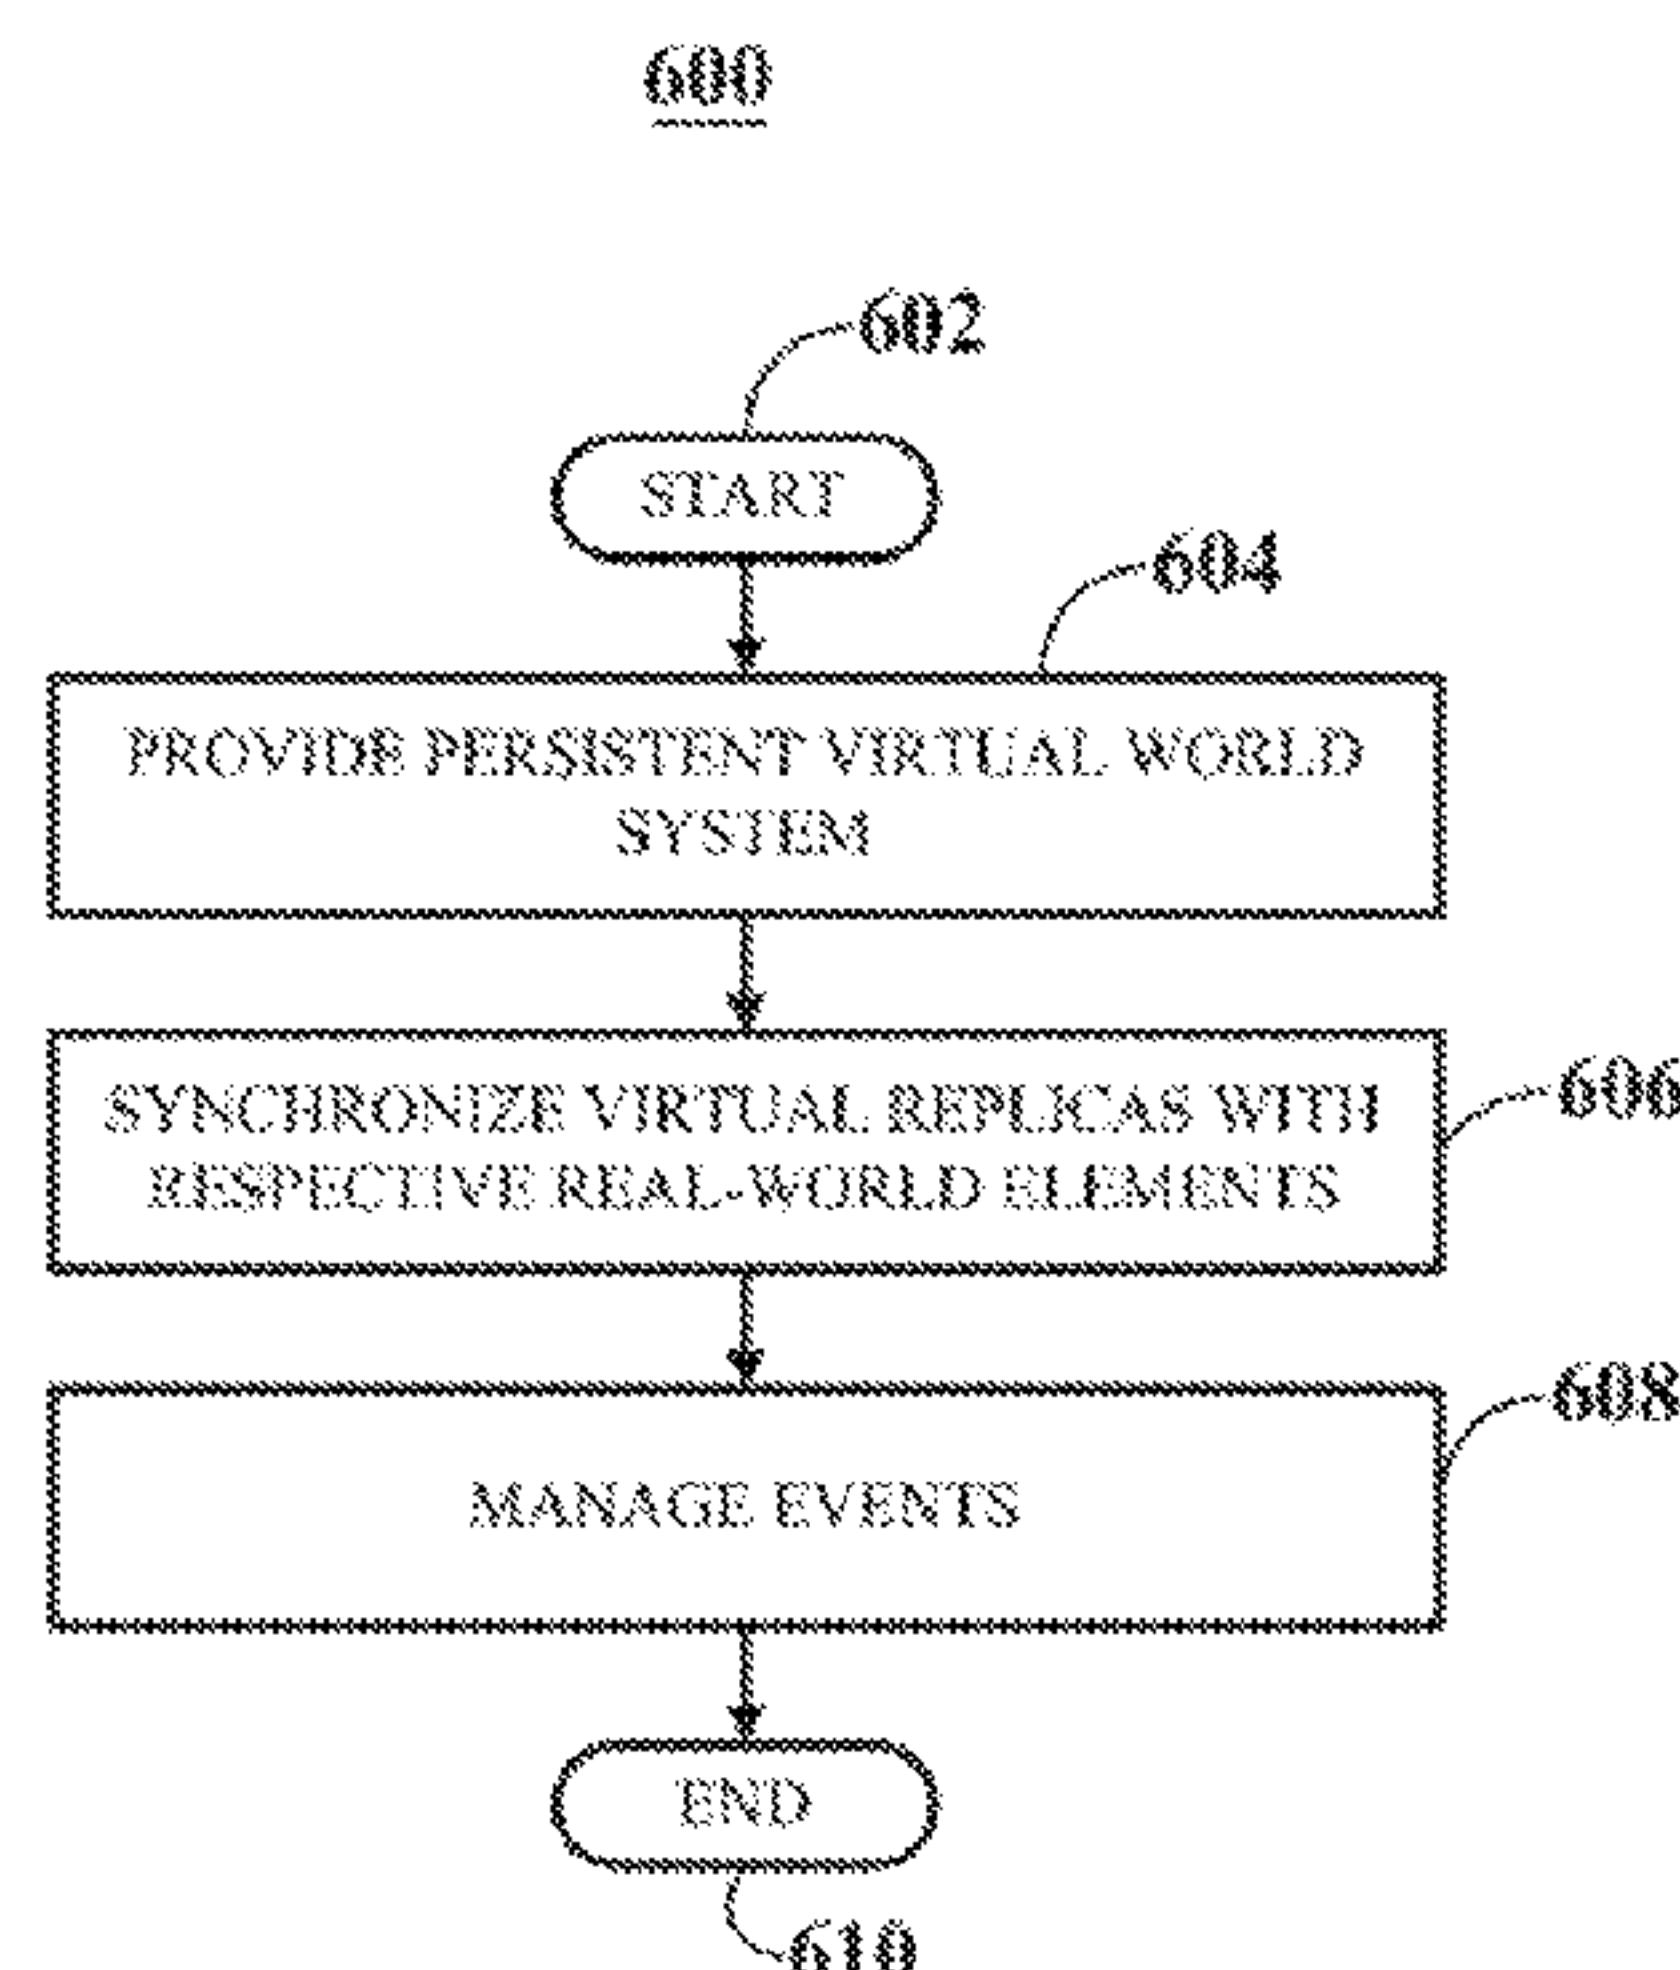 600
602
START
604
PROVIDE PERSISTENT VIRTUAL WORLD
SYSTEM
SYNCHRONIZE VIRTUAL REPLICAS WITH
RESPECTIVE REAL-WORLD ELEMENTS
606
MANAGE EVENTS
608
END
610